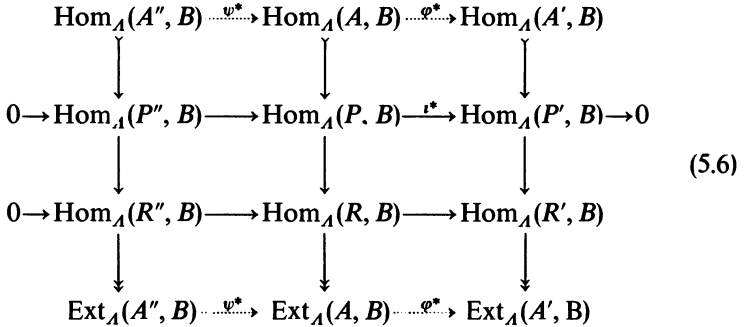 Hom_Λ(A″, B) ⋯ψ*⋯> Hom_Λ(A, B) ⋯φ*⋯> Hom_Λ(A′, B)
0→Hom_Λ(P″, B)⟶Hom_Λ(P, B)—ι*→Hom_Λ(P′, B)→0
(5.6)
0→Hom_Λ(R″, B)⟶Hom_Λ(R, B)⟶Hom_Λ(R′, B)
Ext_Λ(A″, B) ⋯ψ*⋯> Ext_Λ(A, B) ⋯φ*⋯> Ext_Λ(A′, B)